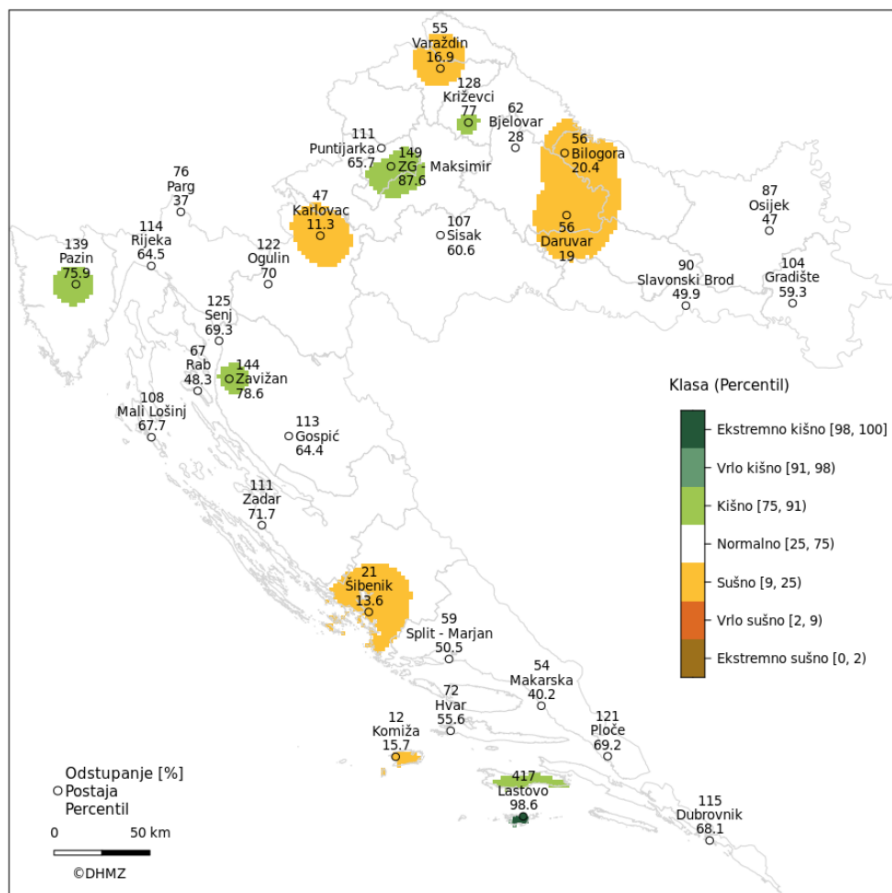 55
Varaždin
16.9
128
Križevci
77
62
Bjelovar
28
111
Puntijarka
65.7
149
ZG - Maksimir
87.6
56
Bilogora
20.4
76
Parg
37
47
Karlovac
11.3
87
Osijek
47
114
Rijeka
64.5
107
Sisak
60.6
56
Daruvar
19
139
Pazin
75.9
122
Ogulin
70
90
Slavonski Brod
49.9
104
Gradište
59.3
125
Senj
69.3
67
Rab
48.3
144
Zavižan
78.6
108
Mali Lošinj
67.7
113
Gospić
64.4
111
Zadar
71.7
Klasa (Percentil)
Ekstremno kišno [98, 100]
Vrlo kišno [91, 98)
Kišno [75, 91)
Normalno [25, 75)
Sušno [9, 25)
Vrlo sušno [2, 9)
Ekstremno sušno [0, 2)
21
Šibenik
13.6
59
Split - Marjan
50.5
54
Makarska
40.2
72
Hvar
55.6
12
Komiža
15.7
121
Ploče
69.2
417
Lastovo
98.6
115
Dubrovnik
68.1
Odstupanje [%]
Postaja
Percentil
0 50 km
©DHMZ